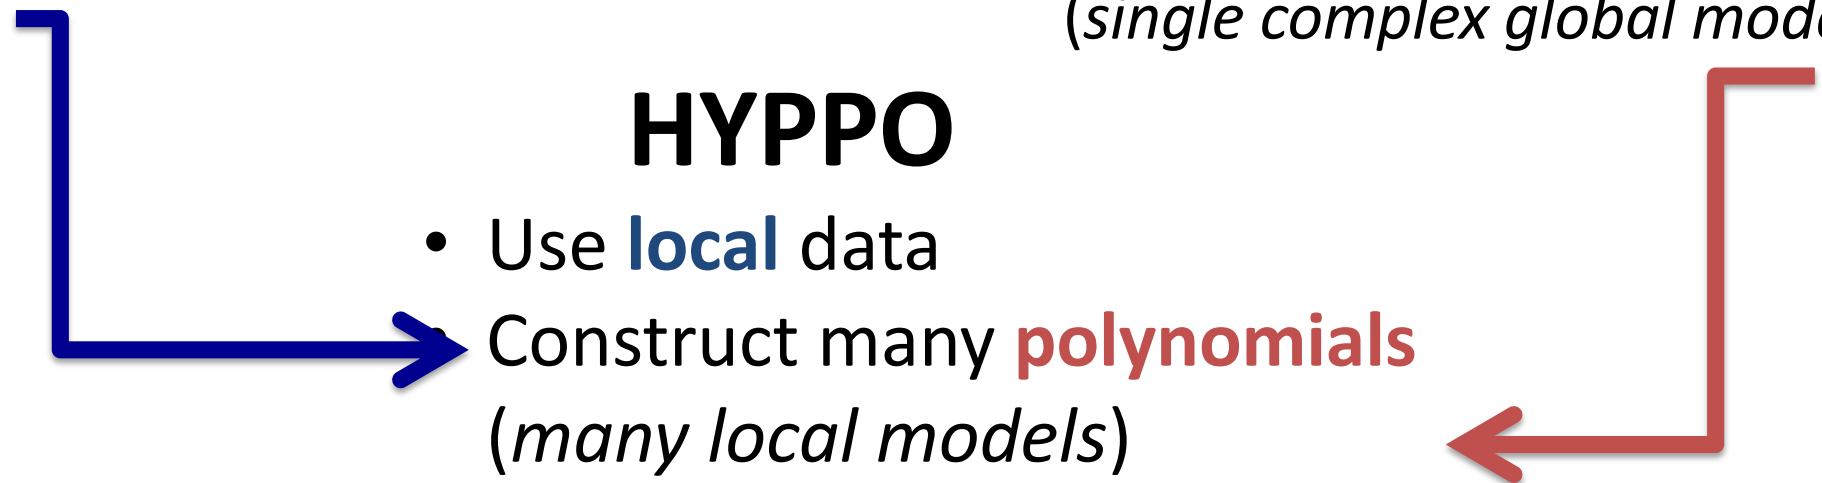 (single complex global
HYPPO
• Use local data
• Construct many polynomials
(many local models)